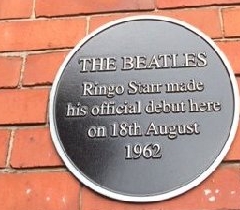 THE BEATLES
Ringo Starr made
his official debut here
on 18th August
1962